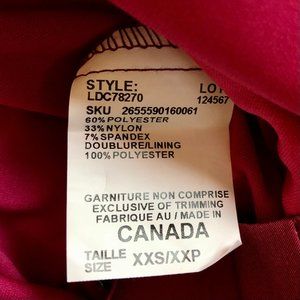 STYLE: LOT
LDC78270 124567
SKU 2655590160061
60% POLYESTER
33% NYLON
7% SPANDEX
DOUBLURE/LINING
100% POLYESTER
GARNITURE NON COMPRISE
EXCLUSIVE OF TRIMMING
FABRIQUE AU / MADE IN
CANADA
TAILLE
SIZE XXS/XXP